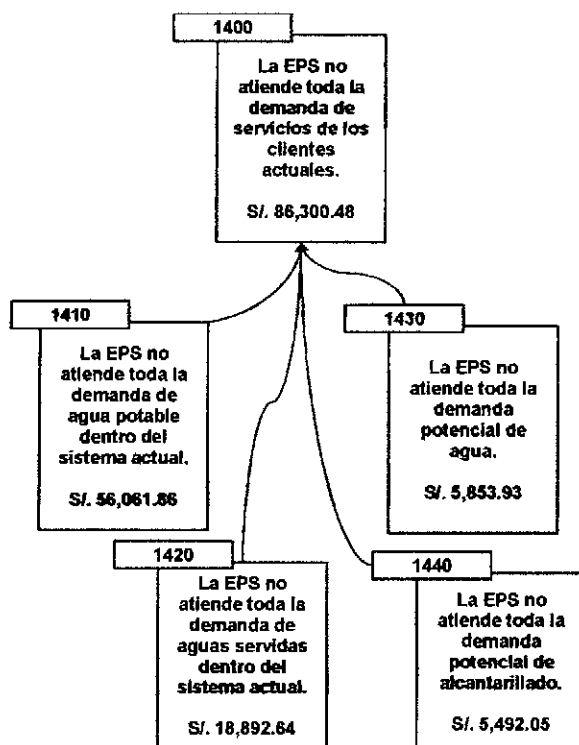 1400
La EPS no
atiende toda la
demanda de
servicios de los
clientes
actuales.
S/. 86,300.48
1410
La EPS no
atiende toda la
demanda de
agua potable
dentro del
sistema actual.
S/. 56,061.86
1430
La EPS no
atiende toda la
demanda
potencial de
agua.
S/. 5,853.93
1420
La EPS no
atiende toda la
demanda de
aguas servidas
dentro del
sistema actual.
S/. 18,892.64
1440
La EPS no
atiende toda la
demanda
potencial de
alcantarillado.
S/. 5,492.05